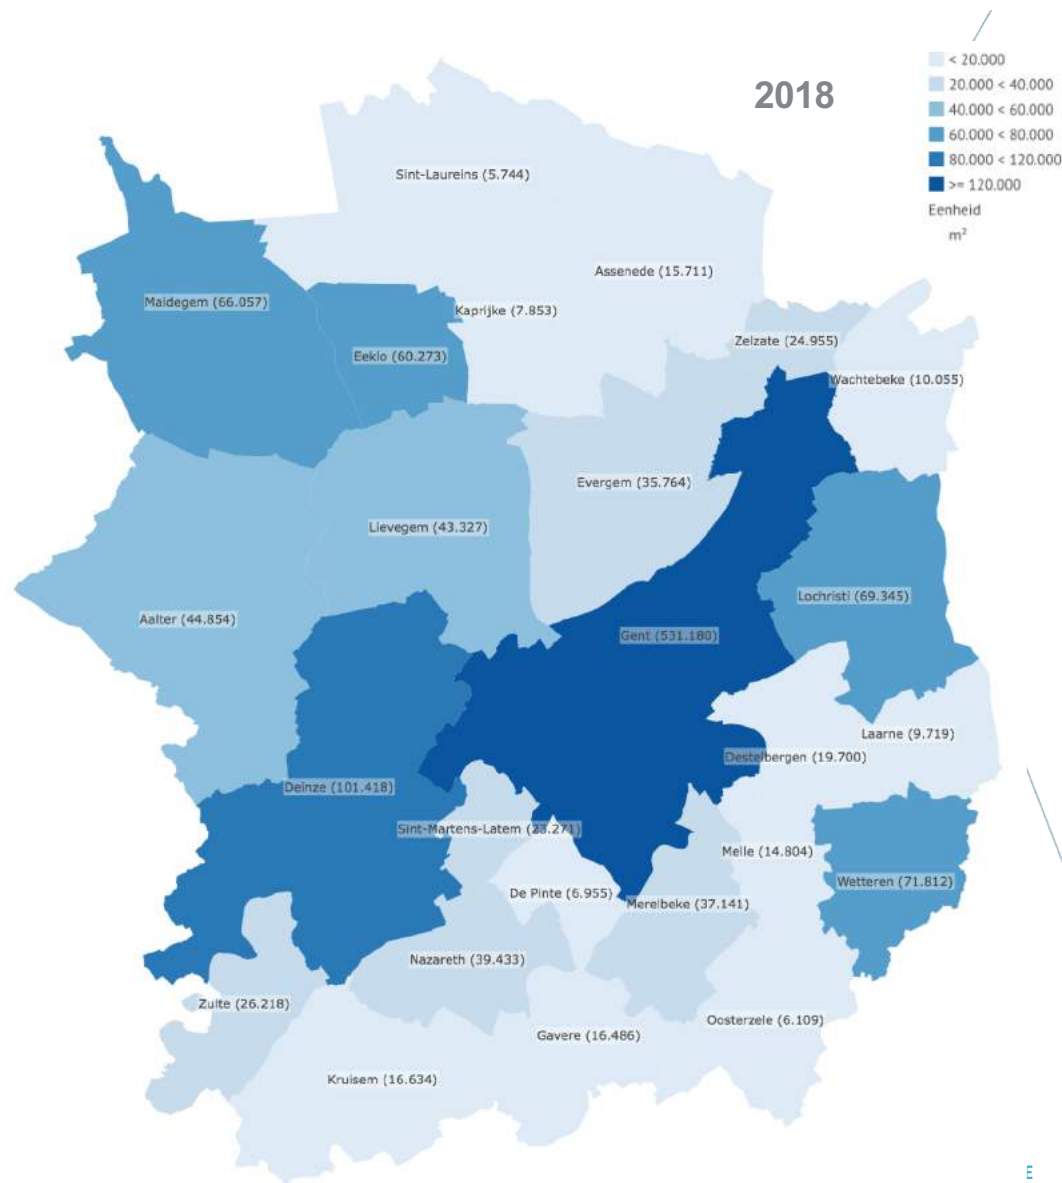 2018
< 20.000
20.000 < 40.000
40.000 < 60.000
60.000 < 80.000
80.000 < 120.000
>= 120.000
Eenheid
m²
Sint-Laureins (5.744)
Assenede (15.711)
Maldegem (66.057)
Kaprijke (7.853)
Zelzate (24.955)
Eeklo (60.273)
Wachtebeke (10.055)
Evergem (35.764)
Lievegem (43.327)
Lochristi (69.345)
Aalter (44.854)
Gent (531.180)
Laarne (9.719)
Destelbergen (19.700)
Deinze (101.418)
Sint-Martens-Latem (23.271)
Melle (14.804)
Wetteren (71.812)
De Pinte (6.955)
Merelbeke (37.141)
Nazareth (39.433)
Zulte (26.218)
Oosterzele (6.109)
Gavere (16.486)
Kruisem (16.634)
E